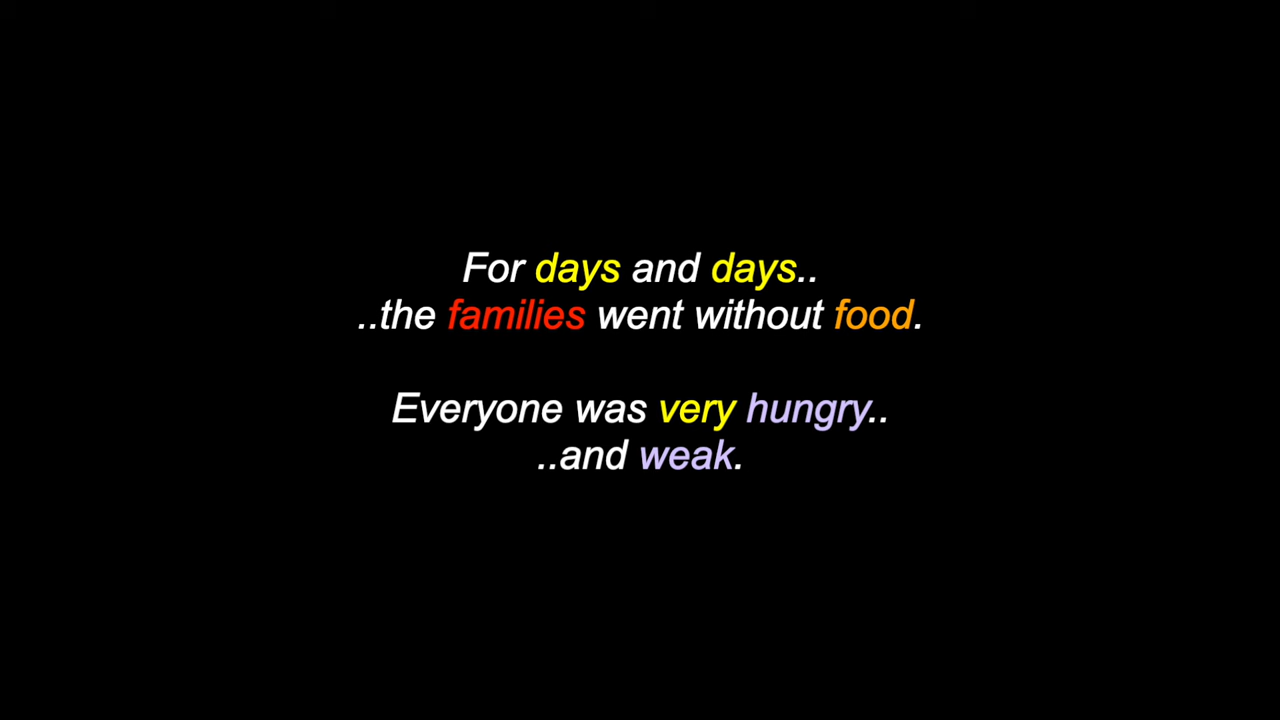 For days and days..
..the families went without food.
Everyone was very hungry..
..and weak.